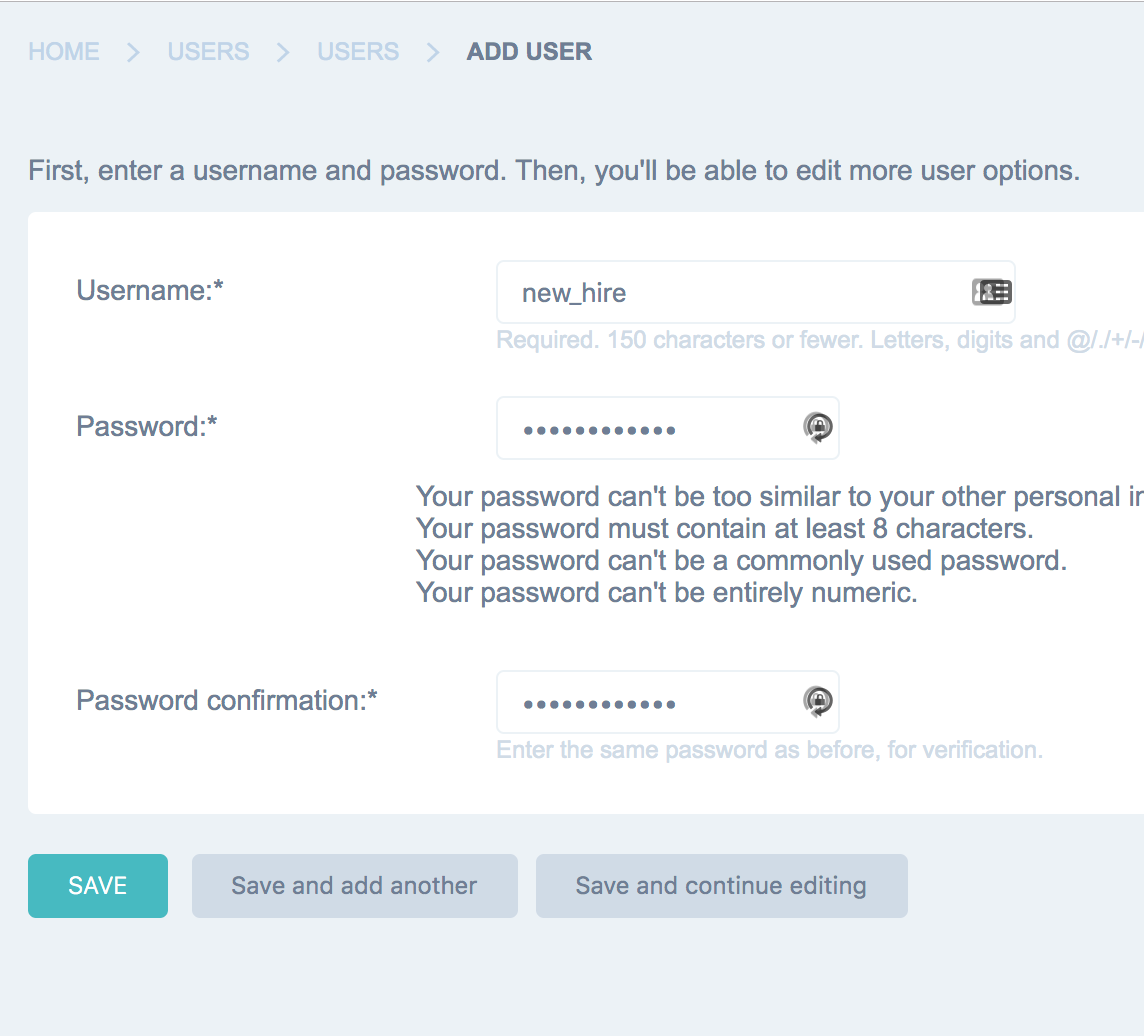 HOME > USERS > USERS > ADD USER
First, enter a username and password. Then, you'll be able to edit more user options.
Username:*
new_hire
Required. 150 characters or fewer. Letters, digits and @/./+/-/
Password:*
••••••••••••
Your password can't be too similar to your other personal
Your password must contain at least 8 characters.
Your password can't be a commonly used password.
Your password can't be entirely numeric.
Password confirmation:*
••••••••••••
Enter the same password as before, for verification.
SAVE
Save and add another
Save and continue editing